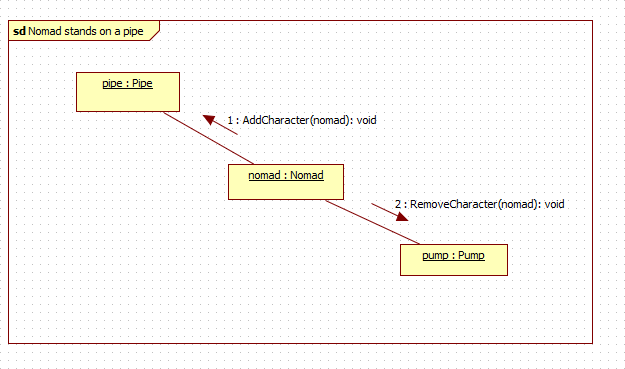 sd Nomad stands on a pipe
pipe : Pipe
1 : AddCharacter(nomad): void
nomad : Nomad
2 : RemoveCharacter(nomad): void
pump : Pump